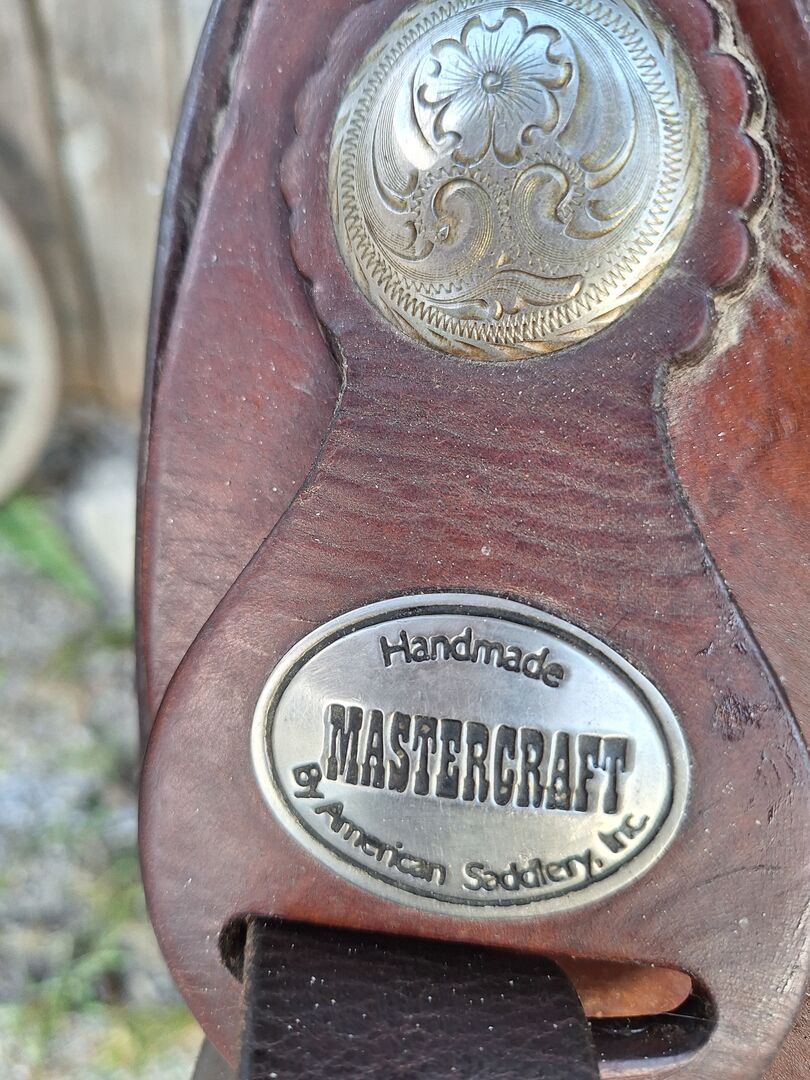 Handmade
MASTERCRAFT
By American Saddlery, Inc.